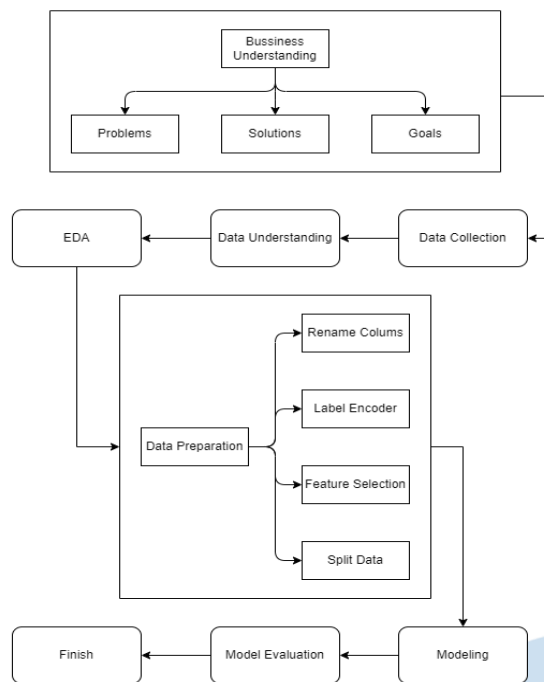 Bussiness
Understanding
Problems
Solutions
Goals
EDA
Data Understanding
Data Collection
Rename Colums
Label Encoder
Data Preparation
Feature Selection
Split Data
Finish
Model Evaluation
Modeling